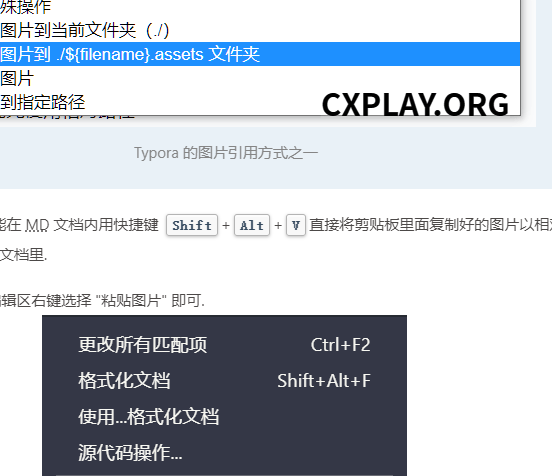 殊操作
图片到当前文件夹（./）
图片到 ./${filename}.assets 文件夹
图片
到指定路径
CXPLAY.ORG
Typora 的图片引用方式之一
能在 MD 文档内用快捷键 Shift + Alt + V 直接将剪贴板里面复制好的图片以相
文档里.
辑区右键选择 "粘贴图片" 即可.
更改所有匹配项 Ctrl+F2
格式化文档 Shift+Alt+F
使用...格式化文档
源代码操作...